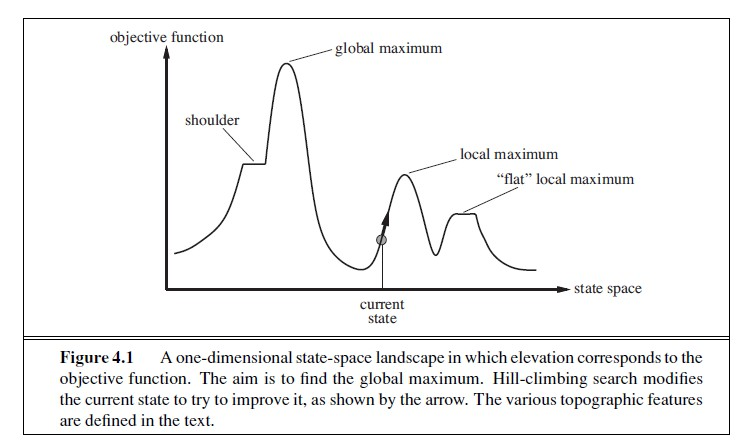 objective function
global maximum
shoulder
local maximum
“flat” local maximum
state space
current
state
Figure 4.1 A one-dimensional state-space landscape in which elevation corresponds to the
objective function. The aim is to find the global maximum. Hill-climbing search modifies
the current state to try to improve it, as shown by the arrow. The various topographic features
are defined in the text.